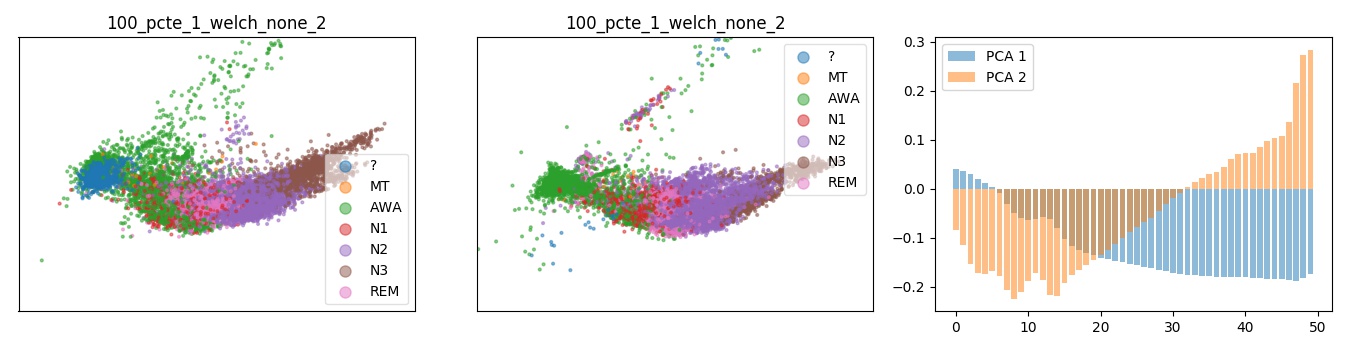 100_pcte_1_welch_none_2
?
MT
AWA
N1
N2
N3
REM
100_pcte_1_welch_none_2
?
MT
AWA
N1
N2
N3
REM
PCA 1
PCA 2
0.3
0.2
0.1
0.0
−0.1
−0.2
0 10 20 30 40 50